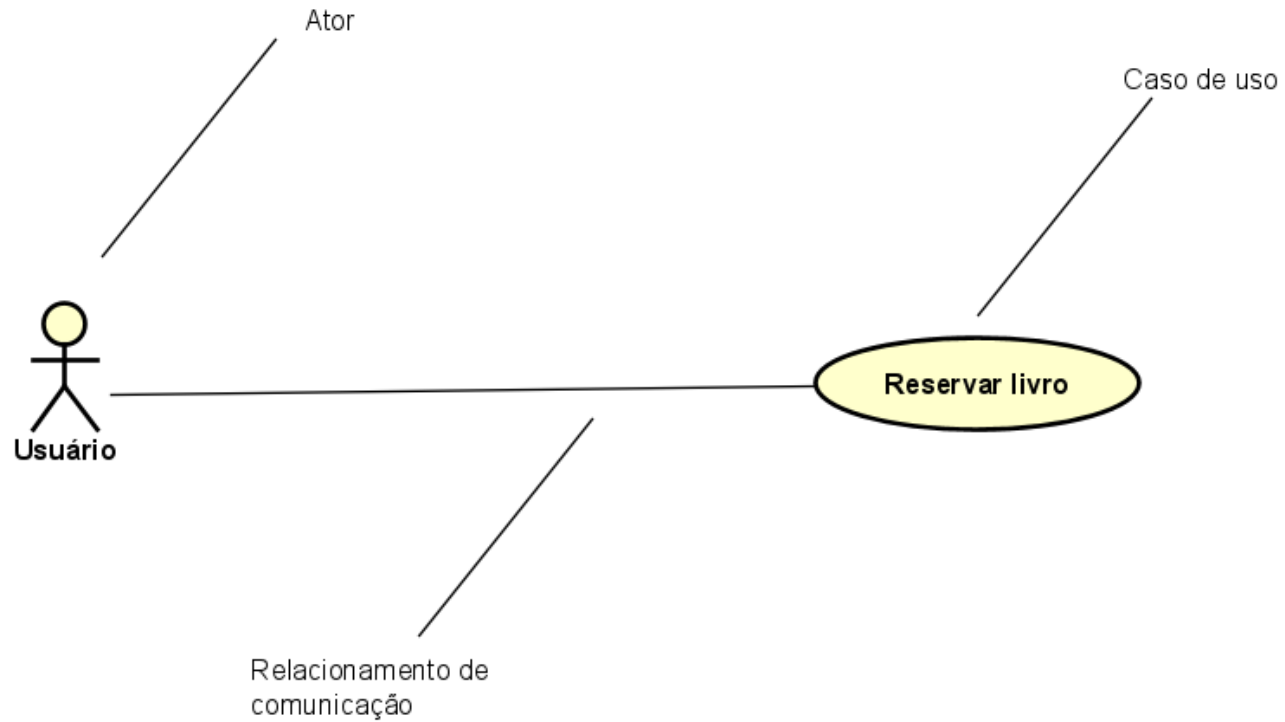 Ator
Caso de uso
Reservar livro
Usuário
Relacionamento de
comunicação